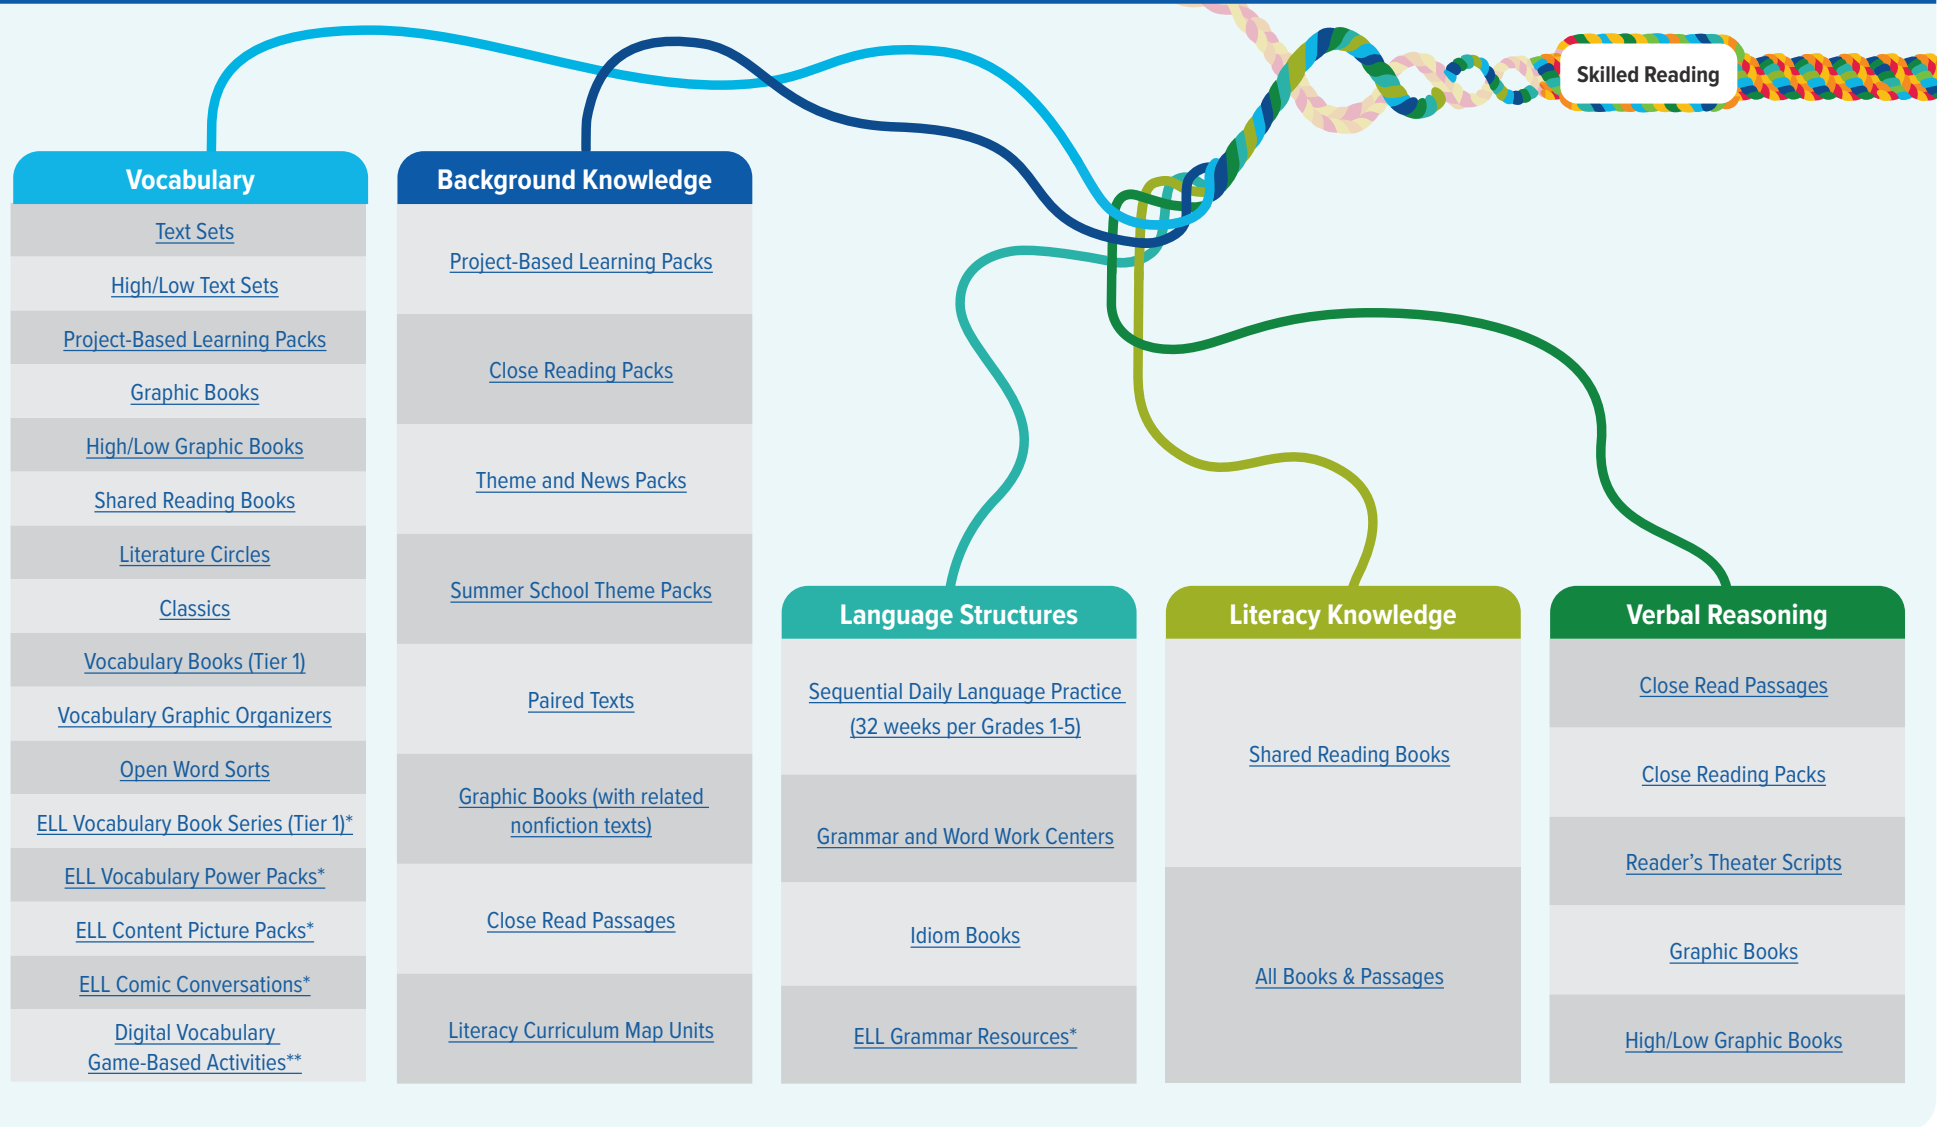 Skilled Reading
Vocabulary
Text Sets
High/Low Text Sets
Project-Based Learning Packs
Graphic Books
High/Low Graphic Books
Shared Reading Books
Literature Circles
Classics
Vocabulary Books (Tier 1)
Vocabulary Graphic Organizers
Open Word Sorts
ELL Vocabulary Book Series (Tier 1)*
ELL Vocabulary Power Packs*
ELL Content Picture Packs*
ELL Comic Conversations*
Digital Vocabulary
Game-Based Activities**
Background Knowledge
Project-Based Learning Packs
Close Reading Packs
Theme and News Packs
Summer School Theme Packs
Paired Texts
Graphic Books (with related
nonfiction texts)
Close Read Passages
Literacy Curriculum Map Units
Language Structures
Sequential Daily Language Practice
(32 weeks per Grades 1-5)
Grammar and Word Work Centers
Idiom Books
ELL Grammar Resources*
Literacy Knowledge
Shared Reading Books
All Books & Passages
Verbal Reasoning
Close Read Passages
Close Reading Packs
Reader’s Theater Scripts
Graphic Books
High/Low Graphic Books